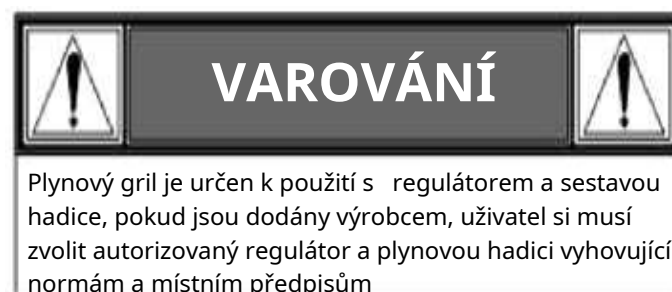 VAROVÁNÍ
Plynový gril je určen k použití s regulátorem a sestavou
hadice, pokud jsou dodány výrobcem, uživatel si musí
zvolit autorizovaný regulátor a plynovou hadici vyhovující
normám a místním předpisům